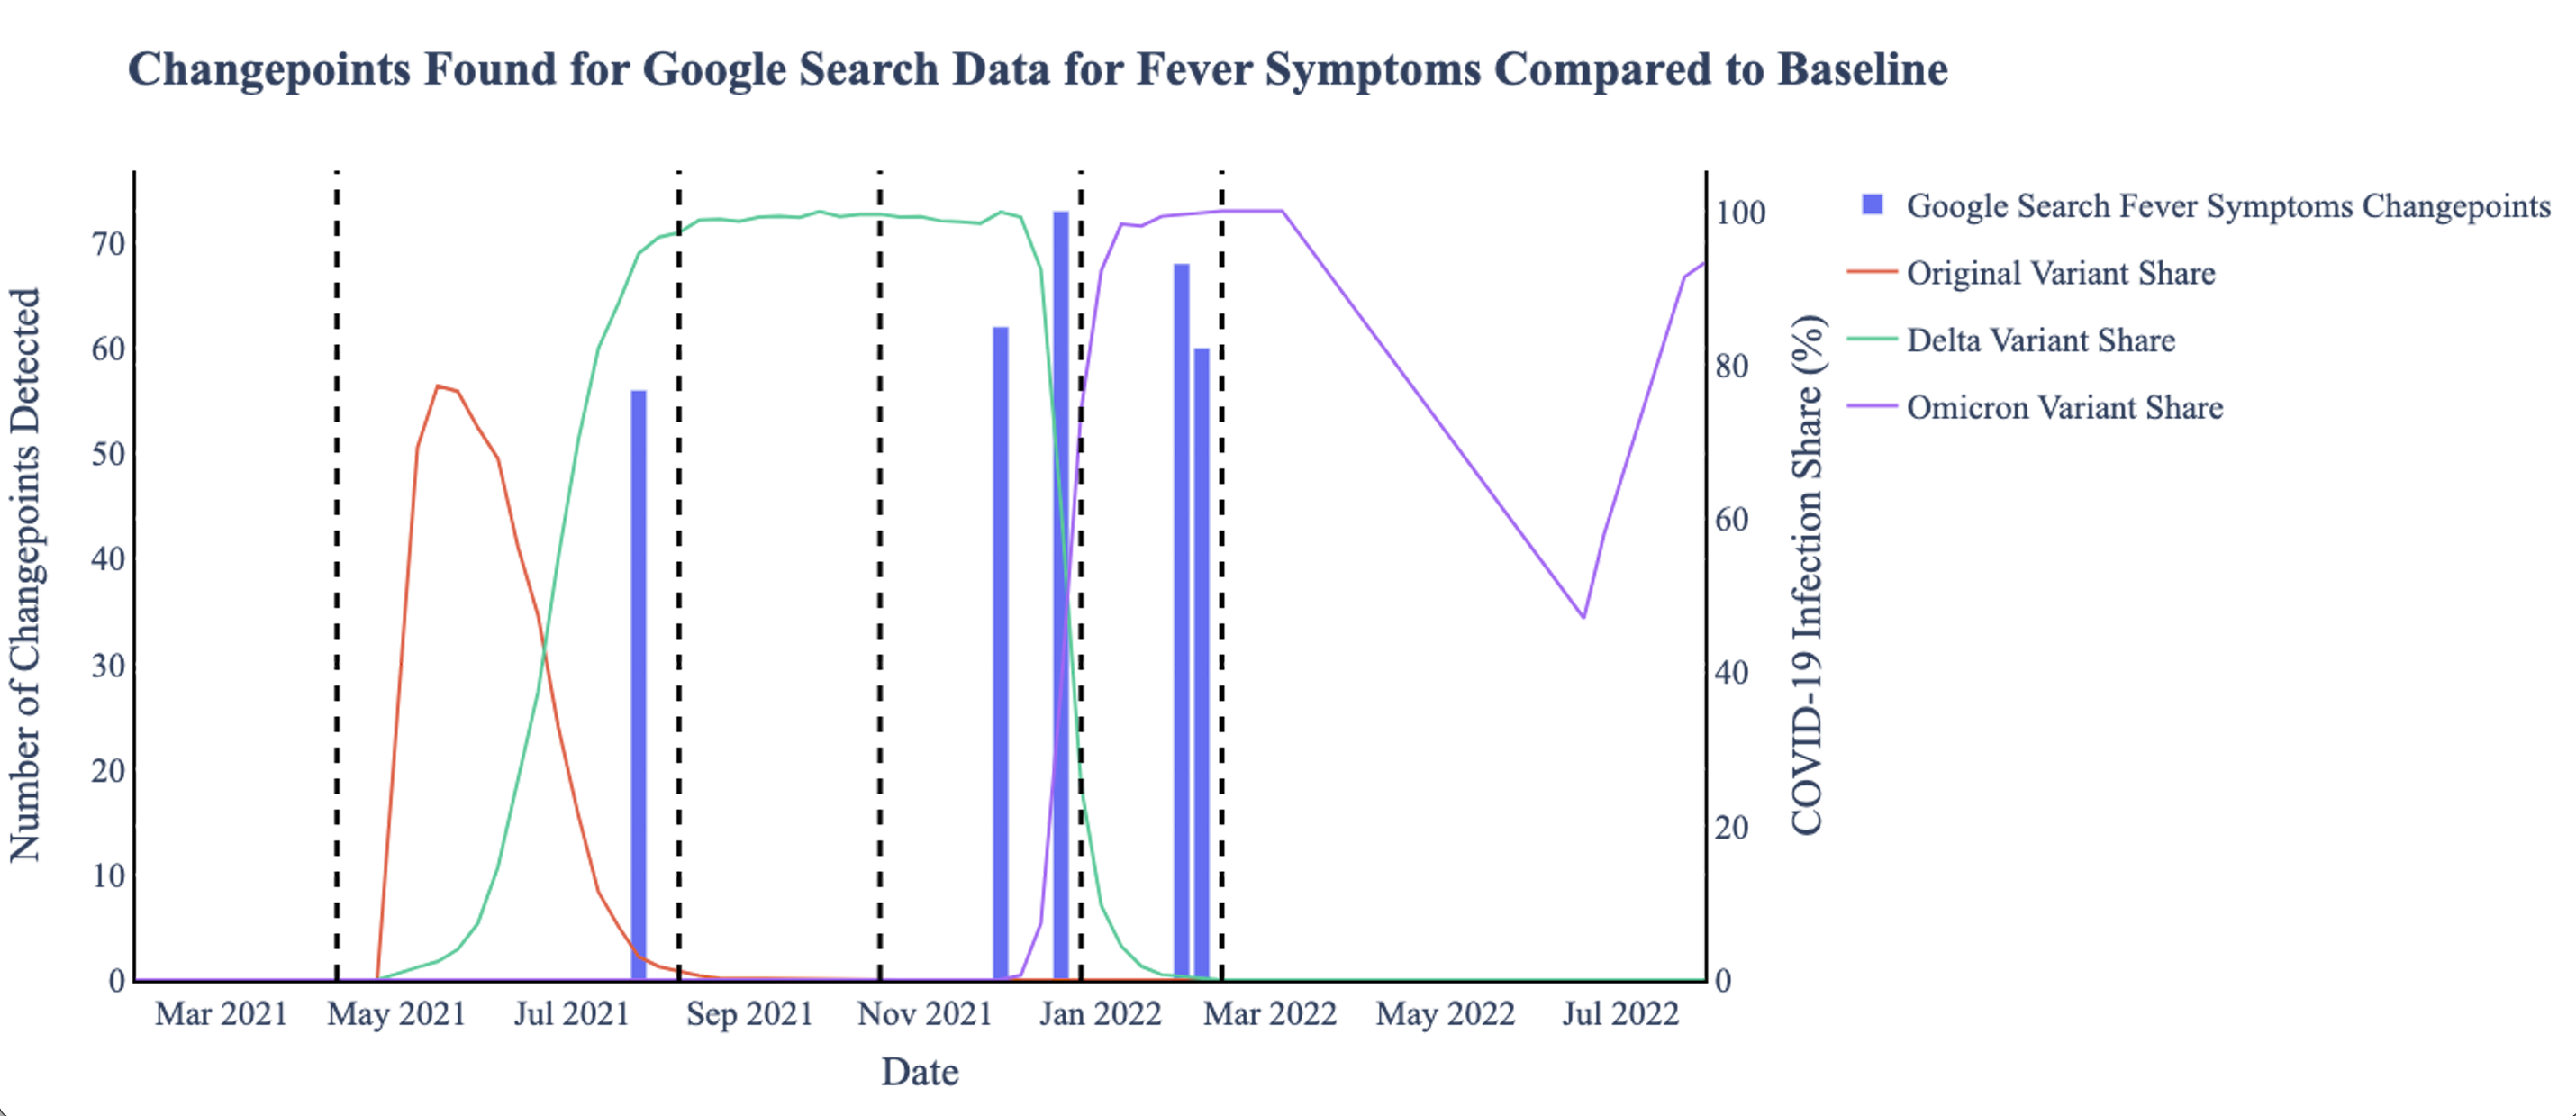 Changepoints Found for Google Search Data for Fever Symptoms Compared to Baseline
Number of Changepoints Detected
70
60
50
40
30
20
10
0
100
80
60
40
20
0
COVID-19 Infection Share (%)
Google Search Fever Symptoms Changepoints
Original Variant Share
Delta Variant Share
Omicron Variant Share
Mar 2021
May 2021
Jul 2021
Sep 2021
Nov 2021
Jan 2022
Mar 2022
May 2022
Jul 2022
Date